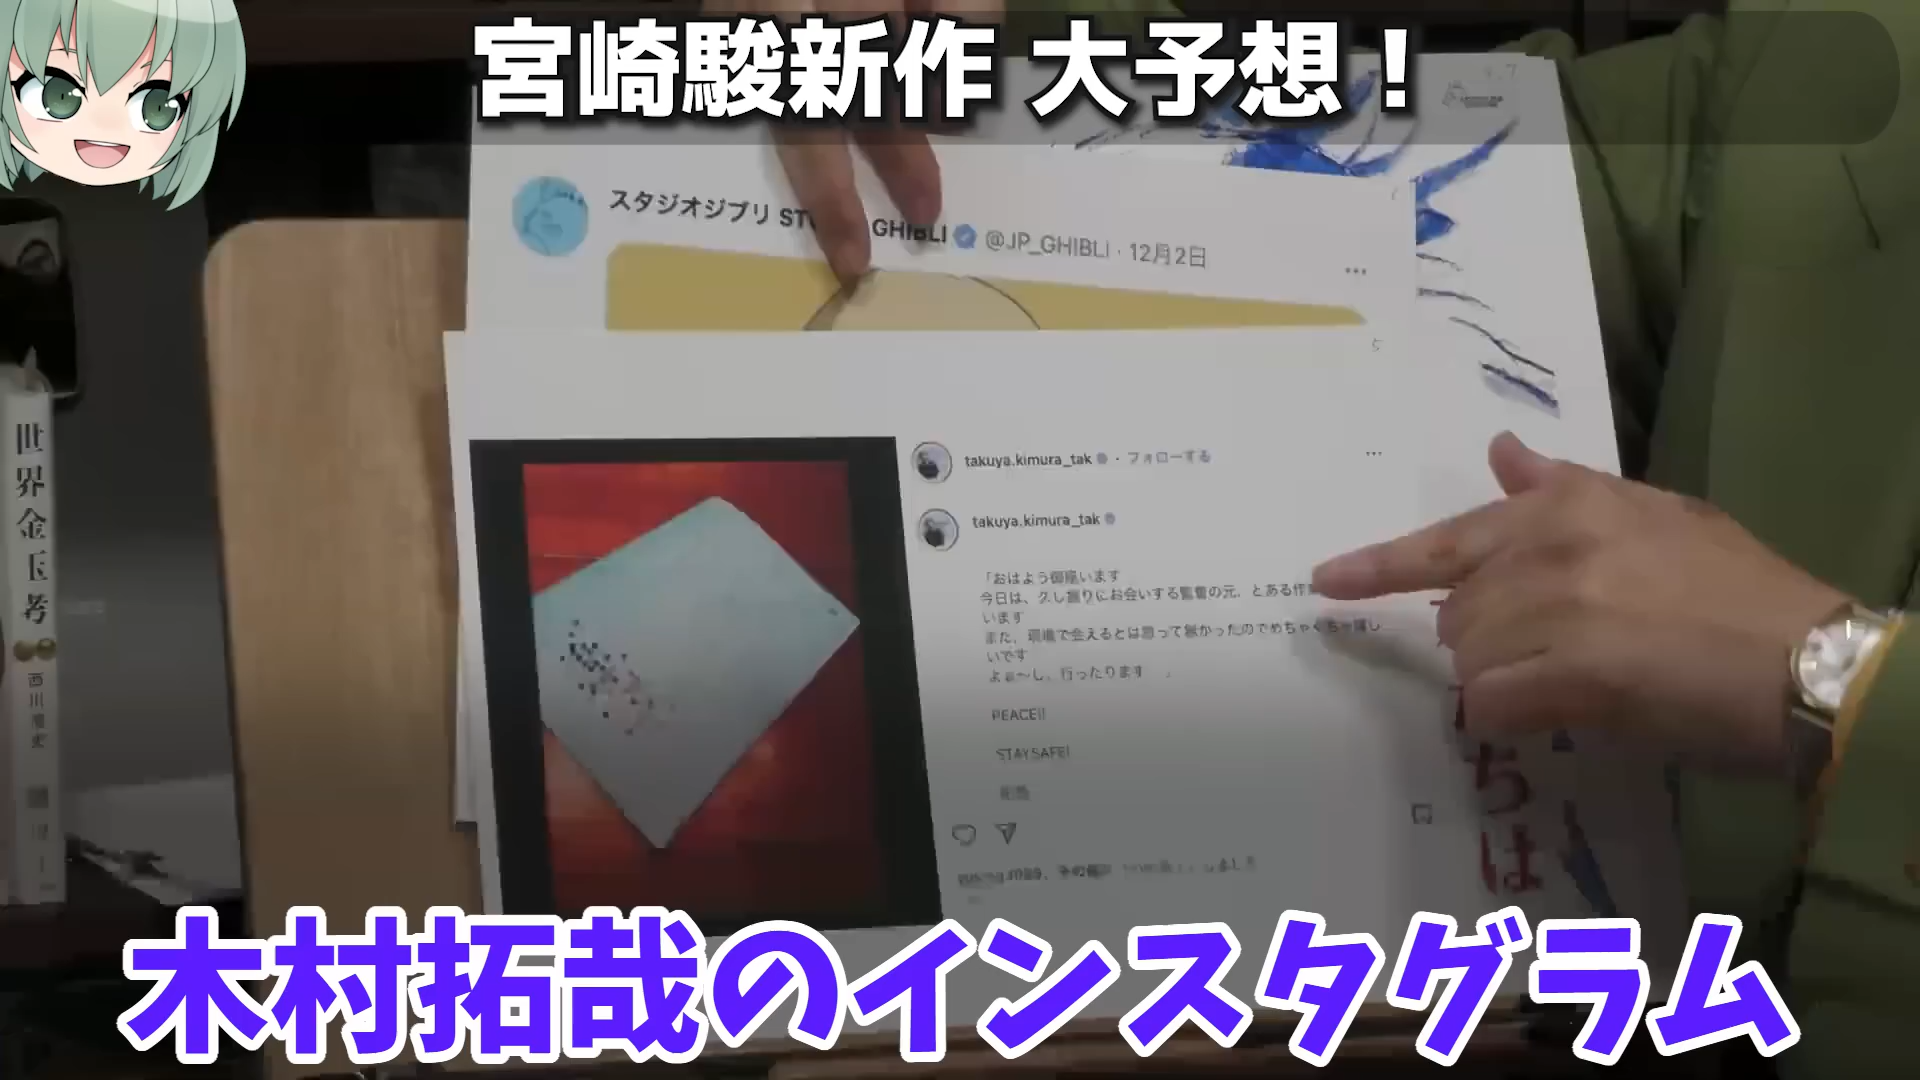 宮崎駿新作 大予想！
スタジオジブリ GHIBLI @JP_GHIBLI・12月2日
5
takuya.kimura_tak・フォローする
takuya.kimura_tak
「おはよう御座います
今日は、久し振りにお会いする監督の元、とある作
います
また、現場で会えるとは思って無かったのでめちゃくちゃ嬉し
いです
よぉ〜し、行ったります
PEACE!!
STAYSAFE!
世界金玉考
ちは
木村拓哉のインスタグラム